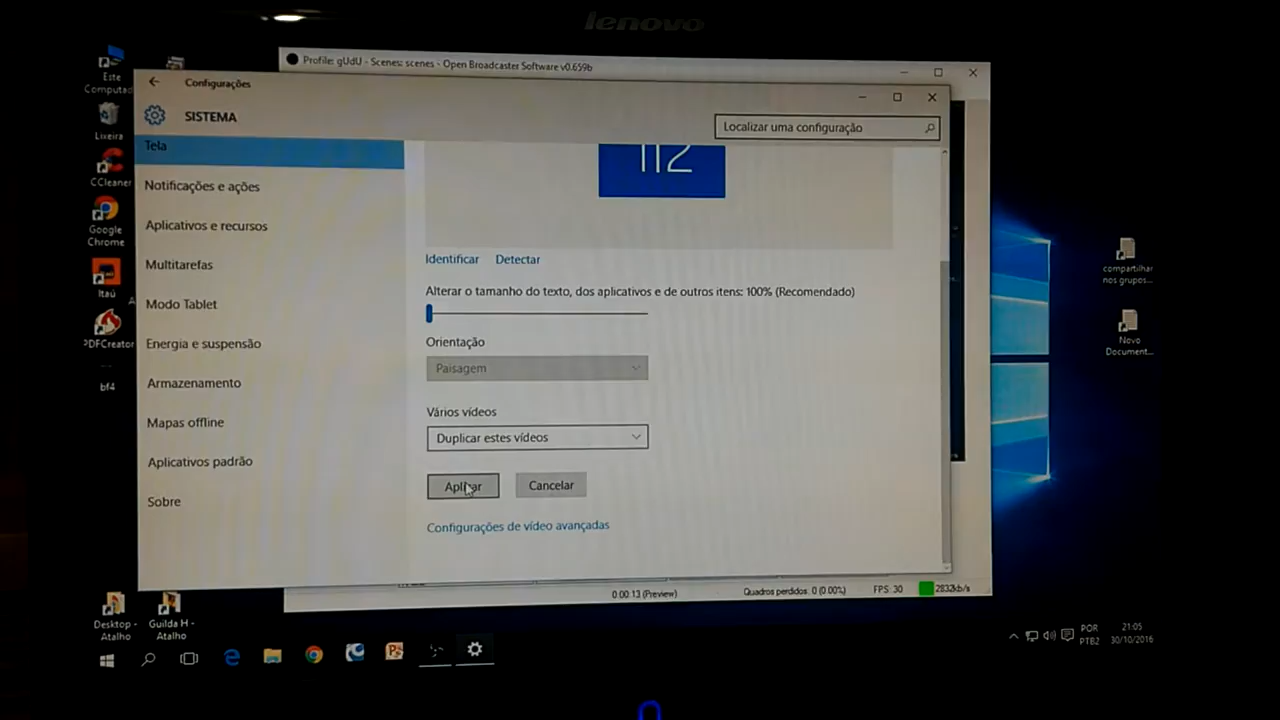 lenovo
Profile: gUdU - Scenes: scenes - Open Broadcaster Software v0.659b
Configurações
SISTEMA
Localizar uma configuração
Tela
Notificações e ações
Aplicativos e recursos
Multitarefas
Modo Tablet
Energia e suspensão
Armazenamento
Mapas offline
Aplicativos padrão
Sobre
1|2
Identificar Detectar
Alterar o tamanho do texto, dos aplicativos e de outros itens: 100% (Recomendado)
Orientação
Paisagem
Vários vídeos
Duplicar estes vídeos
Aplicar Cancelar
Configurações de vídeo avançadas
0:00:13 (Preview) Quadros perdidos: 0 (0.00%) FPS: 30 2832kb/s
Este
Computad
Lixeira
CCleaner
Google
Chrome
Itaú
PDFCreator
bf4
Desktop -
Atalho
Guilda H -
Atalho
compartilhar
nos grupos...
Novo
Document...
POR
PTB2
21:05
30/10/2016